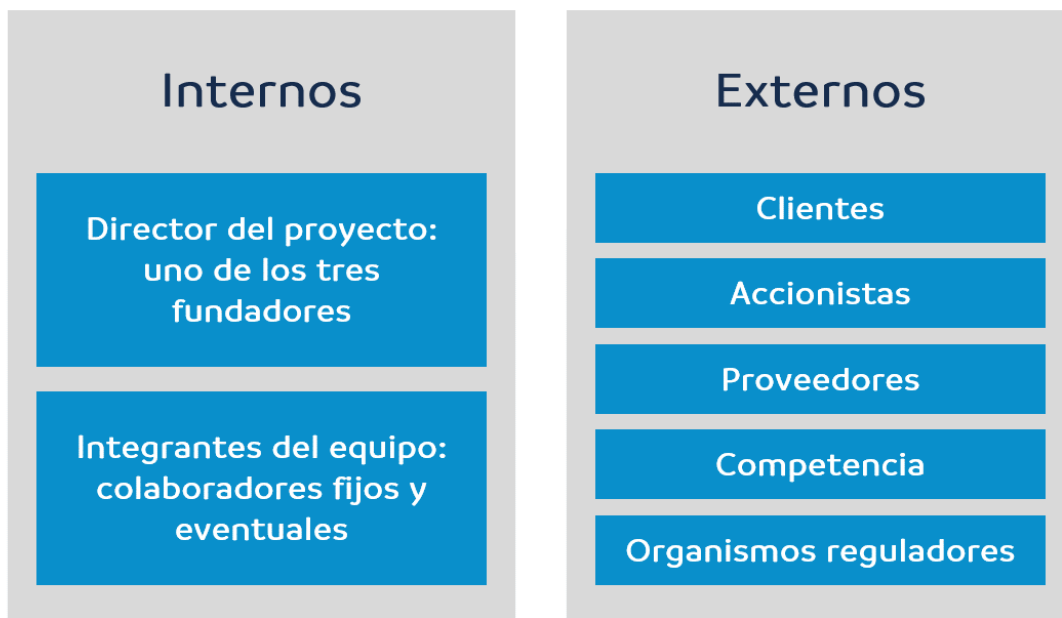 Internos
Director del proyecto:
uno de los tres
fundadores
Integrantes del equipo:
colaboradores fijos y
eventuales
Externos
Clientes
Accionistas
Proveedores
Competencia
Organismos reguladores